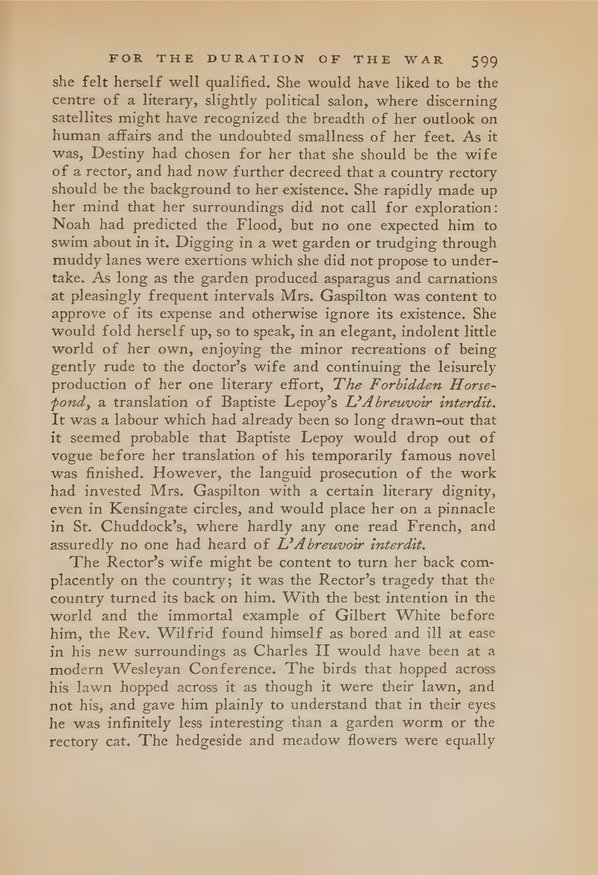 FOR THE DURATION OF THE WAR 599
she felt herself well qualified. She would have liked to be the
centre of a literary, slightly political salon, where discerning
satellites might have recognized the breadth of her outlook on
human affairs and the undoubted smallness of her feet. As it
was, Destiny had chosen for her that she should be the wife
of a rector, and had now further decreed that a country rectory
should be the background to her existence. She rapidly made up
her mind that her surroundings did not call for exploration:
Noah had predicted the Flood, but no one expected him to
swim about in it. Digging in a wet garden or trudging through
muddy lanes were exertions which she did not propose to under-
take. As long as the garden produced asparagus and carnations
at pleasingly frequent intervals Mrs. Gaspilton was content to
approve of its expense and otherwise ignore its existence. She
would fold herself up, so to speak, in an elegant, indolent little
world of her own, enjoying the minor recreations of being
gently rude to the doctor's wife and continuing the leisurely
production of her one literary effort, The Forbidden Horse-
pond, a translation of Baptiste Lepoy's L'Abreuvoir interdit.
It was a labour which had already been so long drawn-out that
it seemed probable that Baptiste Lepoy would drop out of
vogue before her translation of his temporarily famous novel
was finished. However, the languid prosecution of the work
had invested Mrs. Gaspilton with a certain literary dignity,
even in Kensingate circles, and would place her on a pinnacle
in St. Chuddock's, where hardly any one read French, and
assuredly no one had heard of L'Abreuvoir interdit.
The Rector's wife might be content to turn her back com-
placently on the country; it was the Rector's tragedy that the
country turned its back on him. With the best intention in the
world and the immortal example of Gilbert White before
him, the Rev. Wilfrid found himself as bored and ill at ease
in his new surroundings as Charles II would have been at a
modern Wesleyan Conference. The birds that hopped across
his lawn hopped across it as though it were their lawn, and
not his, and gave him plainly to understand that in their eyes
he was infinitely less interesting than a garden worm or the
rectory cat. The hedgeside and meadow flowers were equally